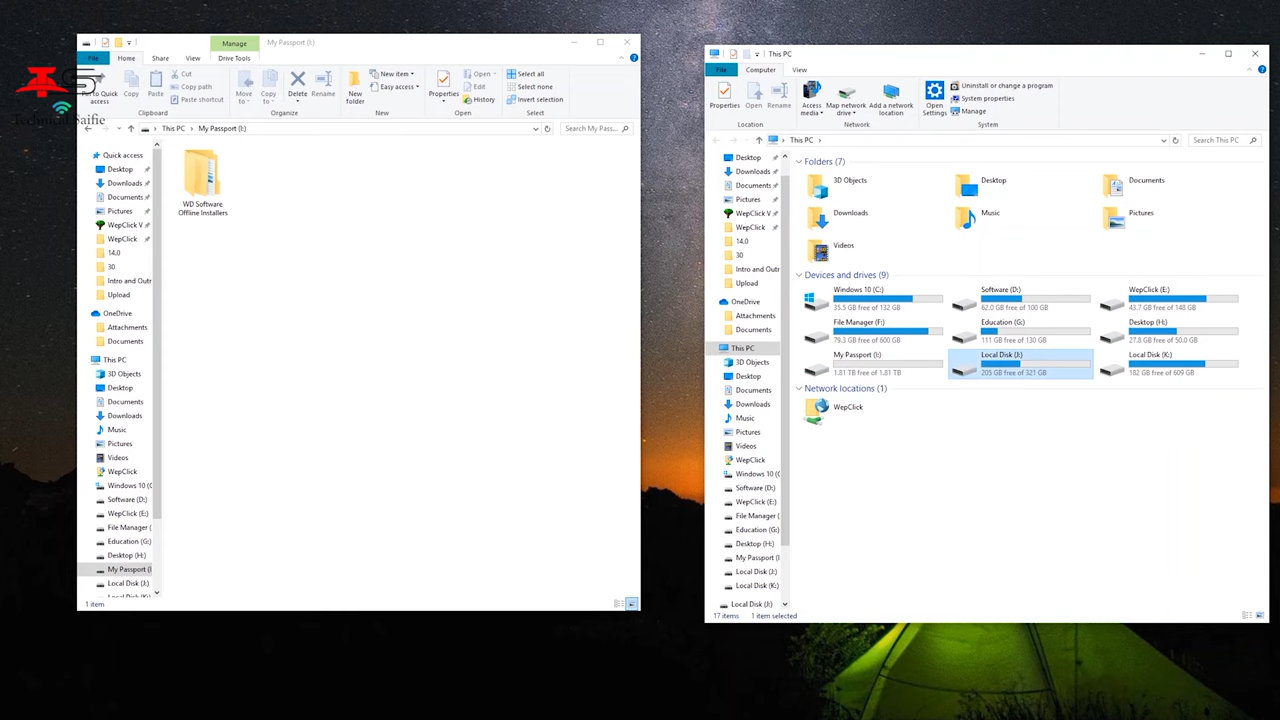 Manage
My Passport (I:)
File
Home
Share
View
Drive Tools
Pin to Quick access
Copy
Paste
Cut
Copy path
Paste shortcut
Clipboard
Move to
Copy to
Delete
Rename
Organize
New folder
New item
Easy access
New
Properties
Open
Edit
History
Open
Select all
Select none
Invert selection
Select
Technical Saifie
This PC
My Passport (I:)
Search My Pass...
Quick access
Desktop
Downloads
Documents
Pictures
WepClick V
WepClick
14.0
30
Intro and Outr
Upload
OneDrive
Attachments
Documents
This PC
3D Objects
Desktop
Documents
Downloads
Music
Pictures
Videos
WepClick
Windows 10 (C
Software (D:)
WepClick (E:)
File Manager (
Education (G:)
Desktop (H:)
My Passport (I
Local Disk (J:)
Local Disk (K:)
WD Software
Offline Installers
1 item
This PC
File
Computer
View
Properties
Open
Rename
Location
Access media
Map network drive
Add a network location
Network
Open Settings
Uninstall or change a program
System properties
Manage
System
This PC
Search This PC
Desktop
Downloads
Documents
Pictures
WepClick V
WepClick
14.0
30
Intro and Outr
Upload
OneDrive
Attachments
Documents
This PC
3D Objects
Desktop
Documents
Downloads
Music
Pictures
Videos
WepClick
Windows 10 (C
Software (D:)
WepClick (E:)
File Manager (
Education (G:)
Desktop (H:)
My Passport (I
Local Disk (J:)
Local Disk (K:)
Local Disk (J:)
Folders (7)
3D Objects
Desktop
Documents
Downloads
Music
Pictures
Videos
Devices and drives (9)
Windows 10 (C:)
35.5 GB free of 132 GB
Software (D:)
62.0 GB free of 100 GB
WepClick (E:)
43.7 GB free of 148 GB
File Manager (F:)
79.3 GB free of 600 GB
Education (G:)
111 GB free of 130 GB
Desktop (H:)
27.8 GB free of 50.0 GB
My Passport (I:)
1.81 TB free of 1.81 TB
Local Disk (J:)
205 GB free of 321 GB
Local Disk (K:)
182 GB free of 609 GB
Network locations (1)
WepClick
17 items
1 item selected